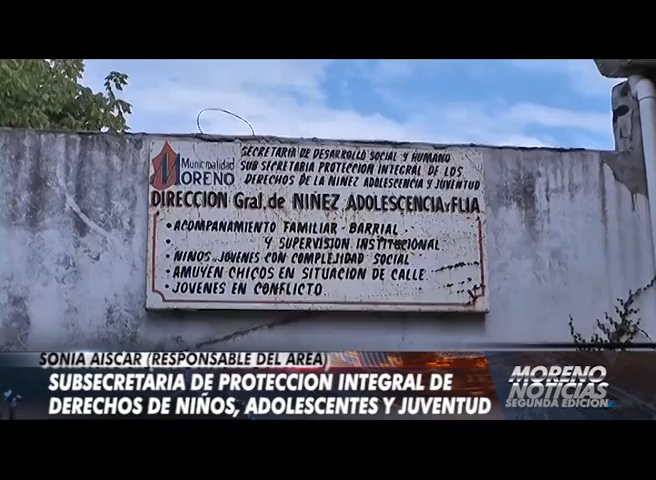 Municipalidad
MORENO
SECRETARIA DE DESARROLLO SOCIAL Y HUMANO
SUB SECRETARIA PROTECCION INTEGRAL DE LOS
DERECHOS DE LA NINEZ ADOLESCENCIA Y JUVENTUD
DIRECCION Gral. de NIÑEZ, ADOLESCENCIA Y FLIA
• ACOMPAÑAMIENTO FAMILIAR - BARRIAL
Y SUPERVISION INSTITUCIONAL
• NIÑOS - JOVENES CON COMPLEJIDAD SOCIAL
• AMUYEN CHICOS EN SITUACION DE CALLE
• JOVENES EN CONFLICTO.
SONIA AISCAR (RESPONSABLE DEL AREA)
SUBSECRETARIA DE PROTECCION INTEGRAL DE
DERECHOS DE NIÑOS, ADOLESCENTES Y JUVENTUD
MORENO
NOTICIAS
SEGUNDA EDICION